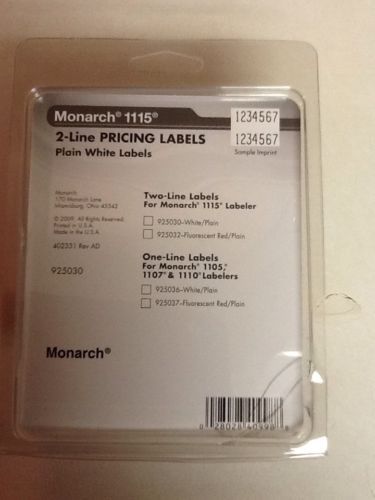 Monarch® 1115®
1234567
1234567
Sample Imprint
2-Line PRICING LABELS
Plain White Labels
Monarch
170 Monarch Lane
Miamisburg, Ohio 45342
© 2009 All Rights Reserved.
Printed in U.S.A.
Made in the U.S.A.
402351 Rev AD
925030
Two-Line Labels
For Monarch® 1115® Labeler
925030–White/Plain
925032–Fluorescent Red/Plain
One-Line Labels
For Monarch® 1105,®
1107® & 1110® Labelers
925036–White/Plain
925037–Fluorescent Red/Plain
Monarch®